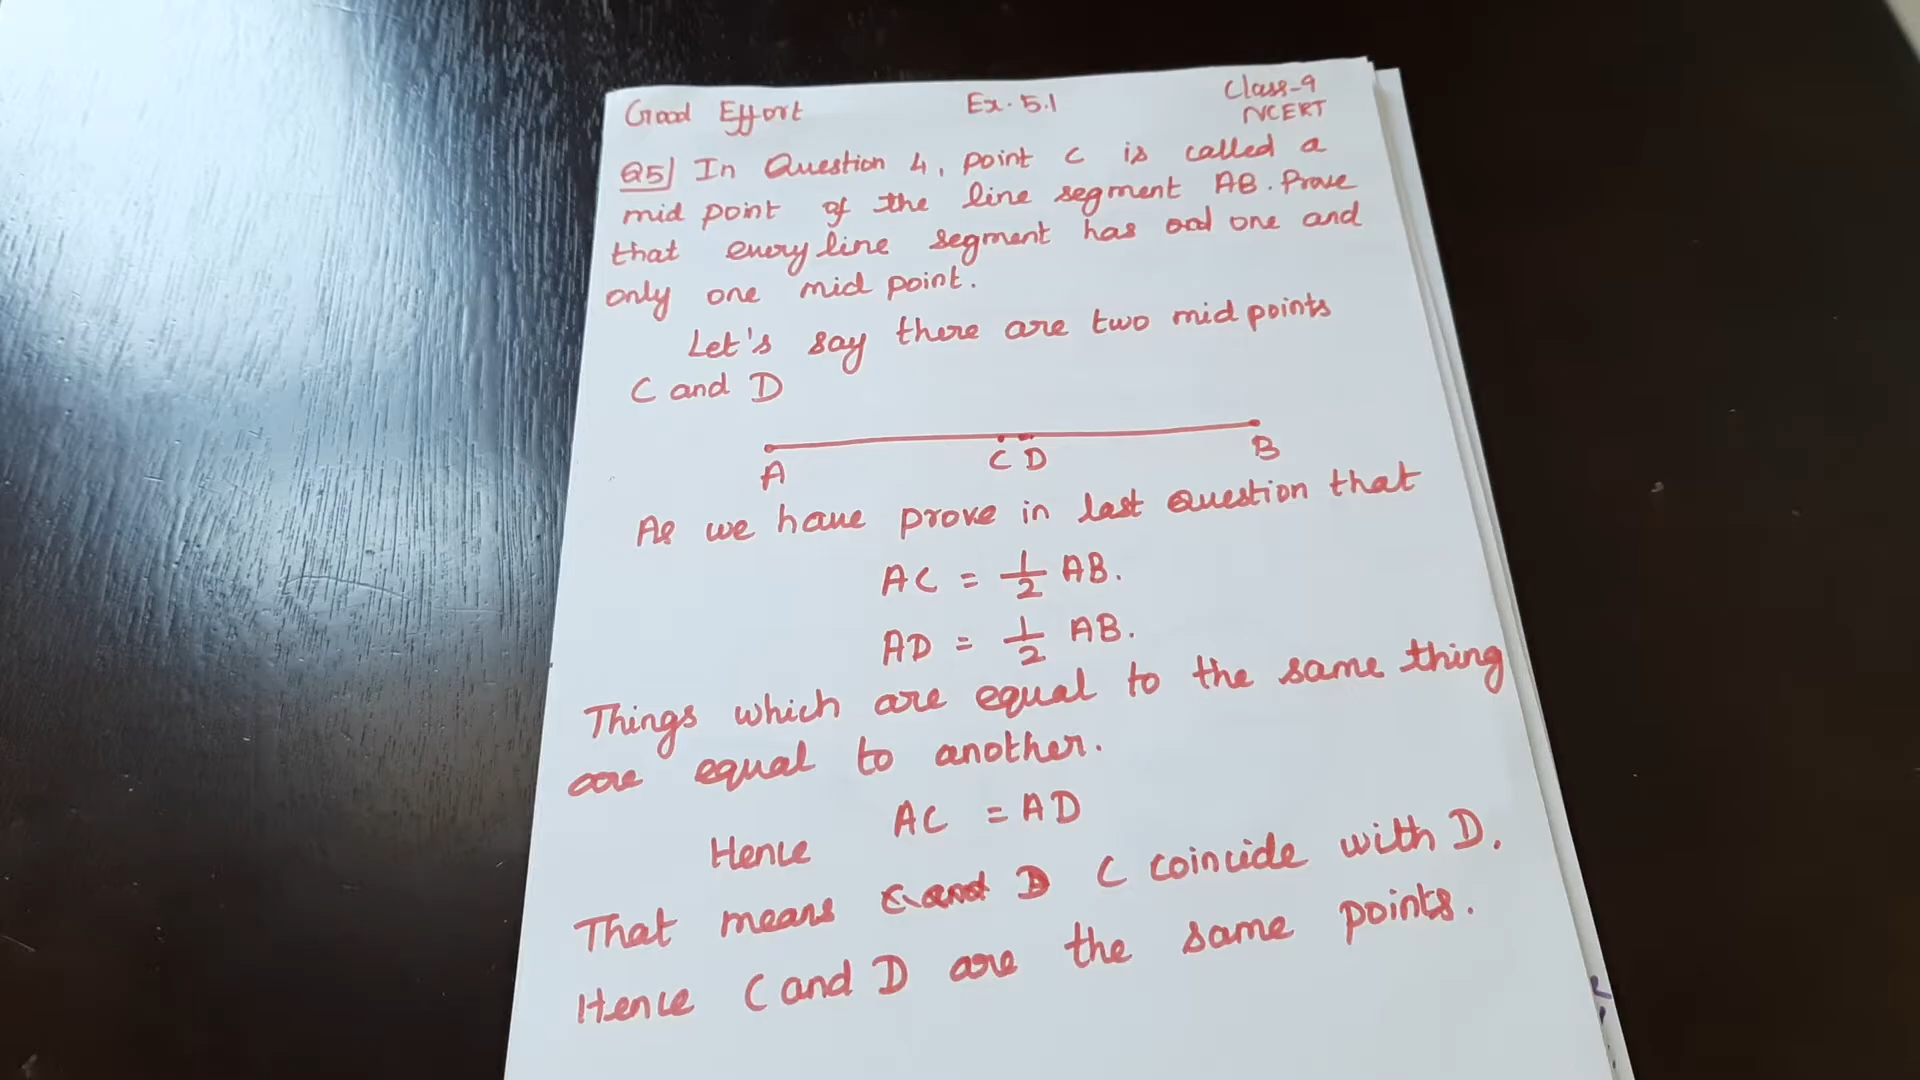 Good Effort Ex. 5.1 Class-9
NCERT
Q5) In Question 4, point C is called a
mid point of the line segment AB. Prove
that every line segment has one and
only one mid point.
Let's say there are two mid points
C and D
A C D B
As we have prove in last Question that
AC = 1/2 AB.
AD = 1/2 AB.
Things which are equal to the same thing
are equal to another.
Hence AC = AD
That means C and D C coincide with D.
Hence C and D are the same points.